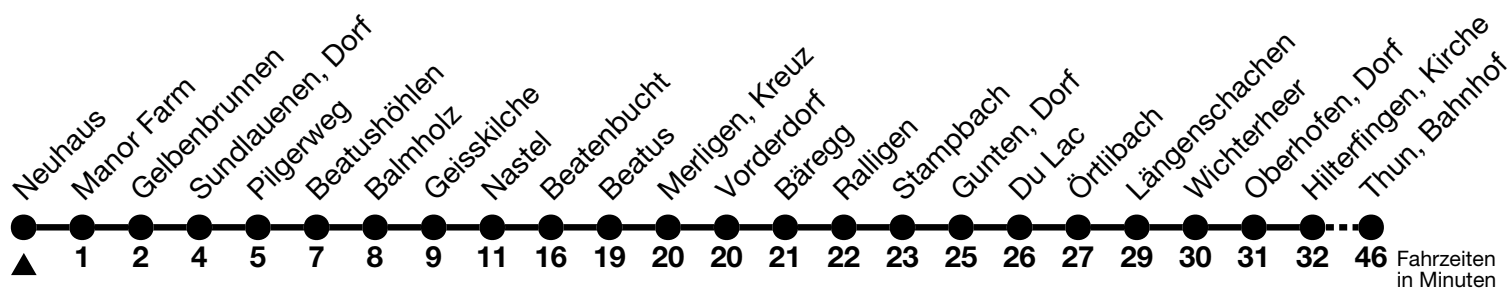 Neuhaus
Manor Farm
Gelbenbrunnen
Sundlauenen, Dorf
Pilgerweg
Beatushöhlen
Balmholz
Geisskilche
Nastel
Beatenbucht
Beatus
Merligen, Kreuz
Vorderdorf
Bäregg
Ralligen
Stampbach
Gunten, Dorf
Du Lac
Örtlibach
Längenschachen
Wichterheer
Oberhofen, Dorf
Hilterfingen, Kirche
Thun, Bahnhof
1 2 4 5 7 8 9 11 16 19 20 20 21 22 23 25 26 27 29 30 31 32 46 Fahrzeiten
in Minuten